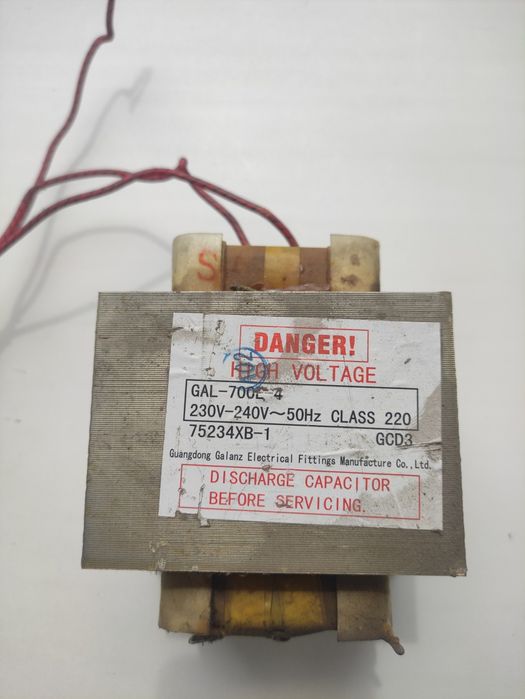 S
DANGER!
HIGH VOLTAGE
GAL-700E-4
230V-240V~50Hz CLASS 220
75234XB-1
GCD3
Guangdong Galanz Electrical Fittings Manufacture Co.,Ltd.
DISCHARGE CAPACITOR
BEFORE SERVICING.